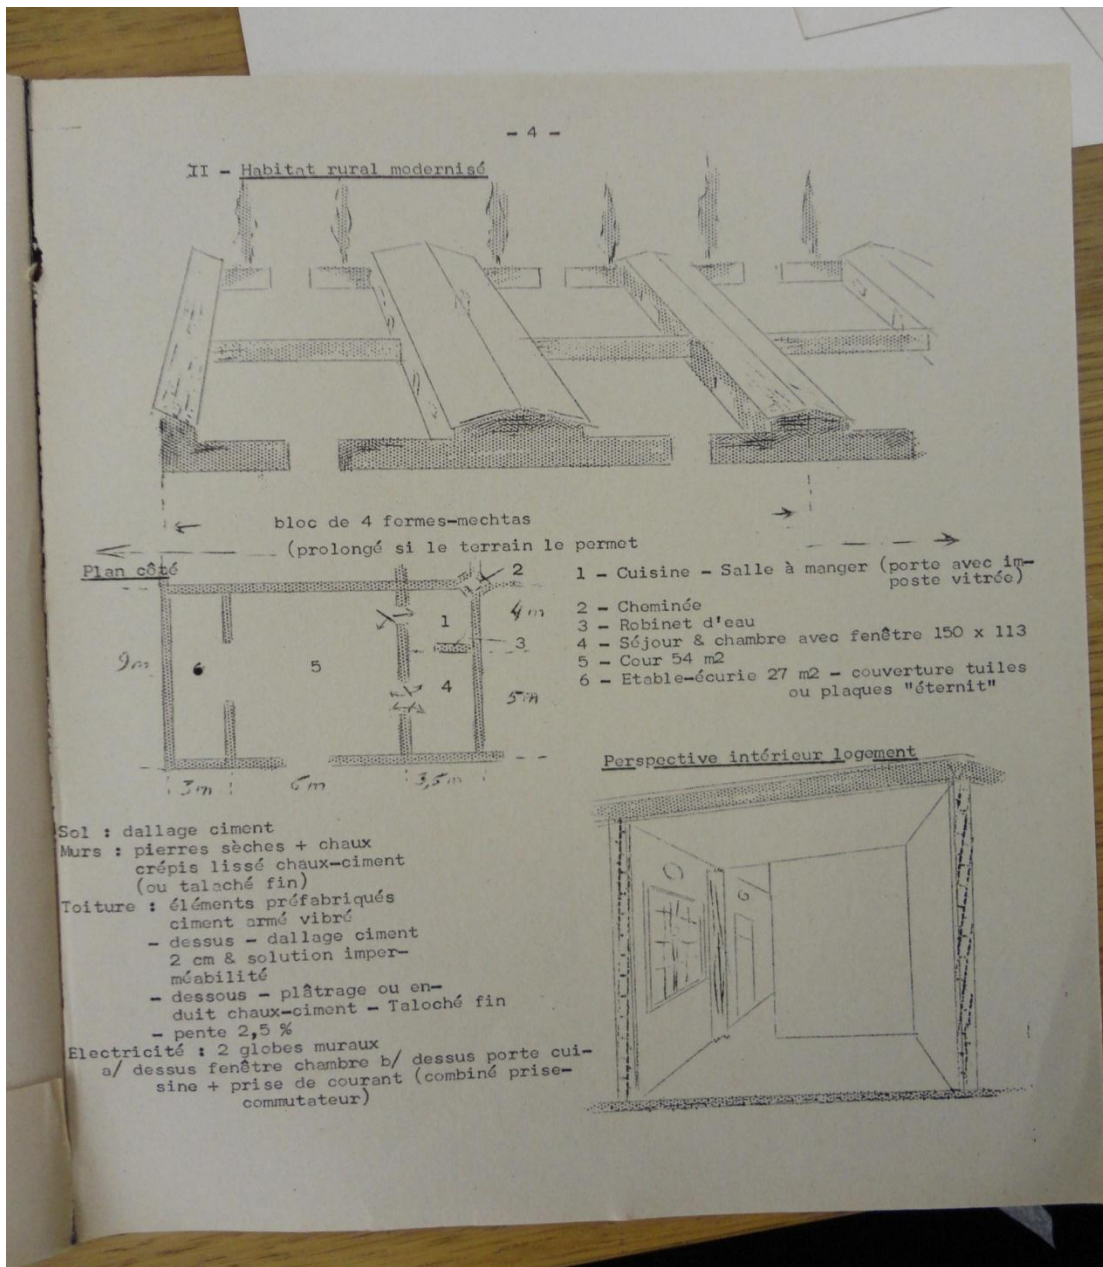 - 4 -
II - Habitat rural modernisé
bloc de 4 formes-mechtas
(prolongé si le terrain le permet
Plan côté
2
1
3
4
5
6
9m
4m
5m
3m
6m
3,5m
1 - Cuisine - Salle à manger (porte avec im-
poste vitrée)
2 - Cheminée
3 - Robinet d'eau
4 - Séjour & chambre avec fenêtre 150 x 113
5 - Cour 54 m2
6 - Etable-écurie 27 m2 - couverture tuiles
ou plaques "éternit"
Perspective intérieur logement
Sol : dallage ciment
Murs : pierres sèches + chaux
crépis lissé chaux-ciment
(ou talaché fin)
Toiture : éléments préfabriqués
ciment armé vibré
- dessus - dallage ciment
2 cm & solution imper-
méabilité
- dessous - plâtrage ou en-
duit chaux-ciment - Taloché fin
- pente 2,5 %
Electricité : 2 globes muraux
a/ dessus fenêtre chambre b/ dessus porte cui-
sine + prise de courant (combiné prise-
commutateur)